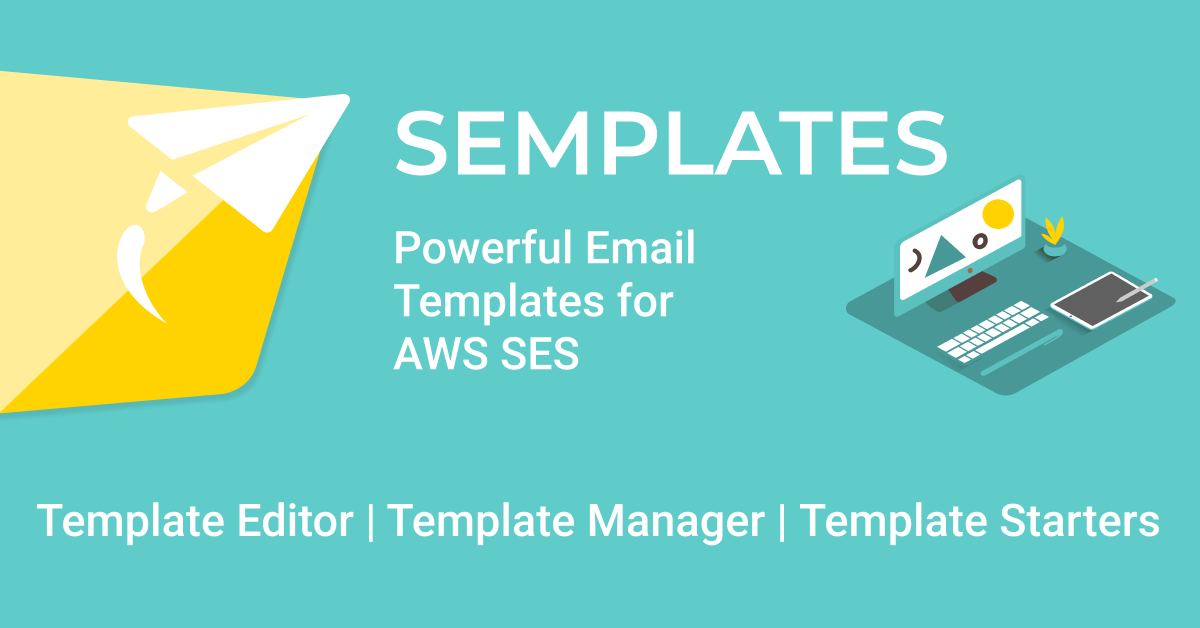 SEMPLATES
Powerful Email
Templates for
AWS SES
Template Editor | Template Manager | Template Starters